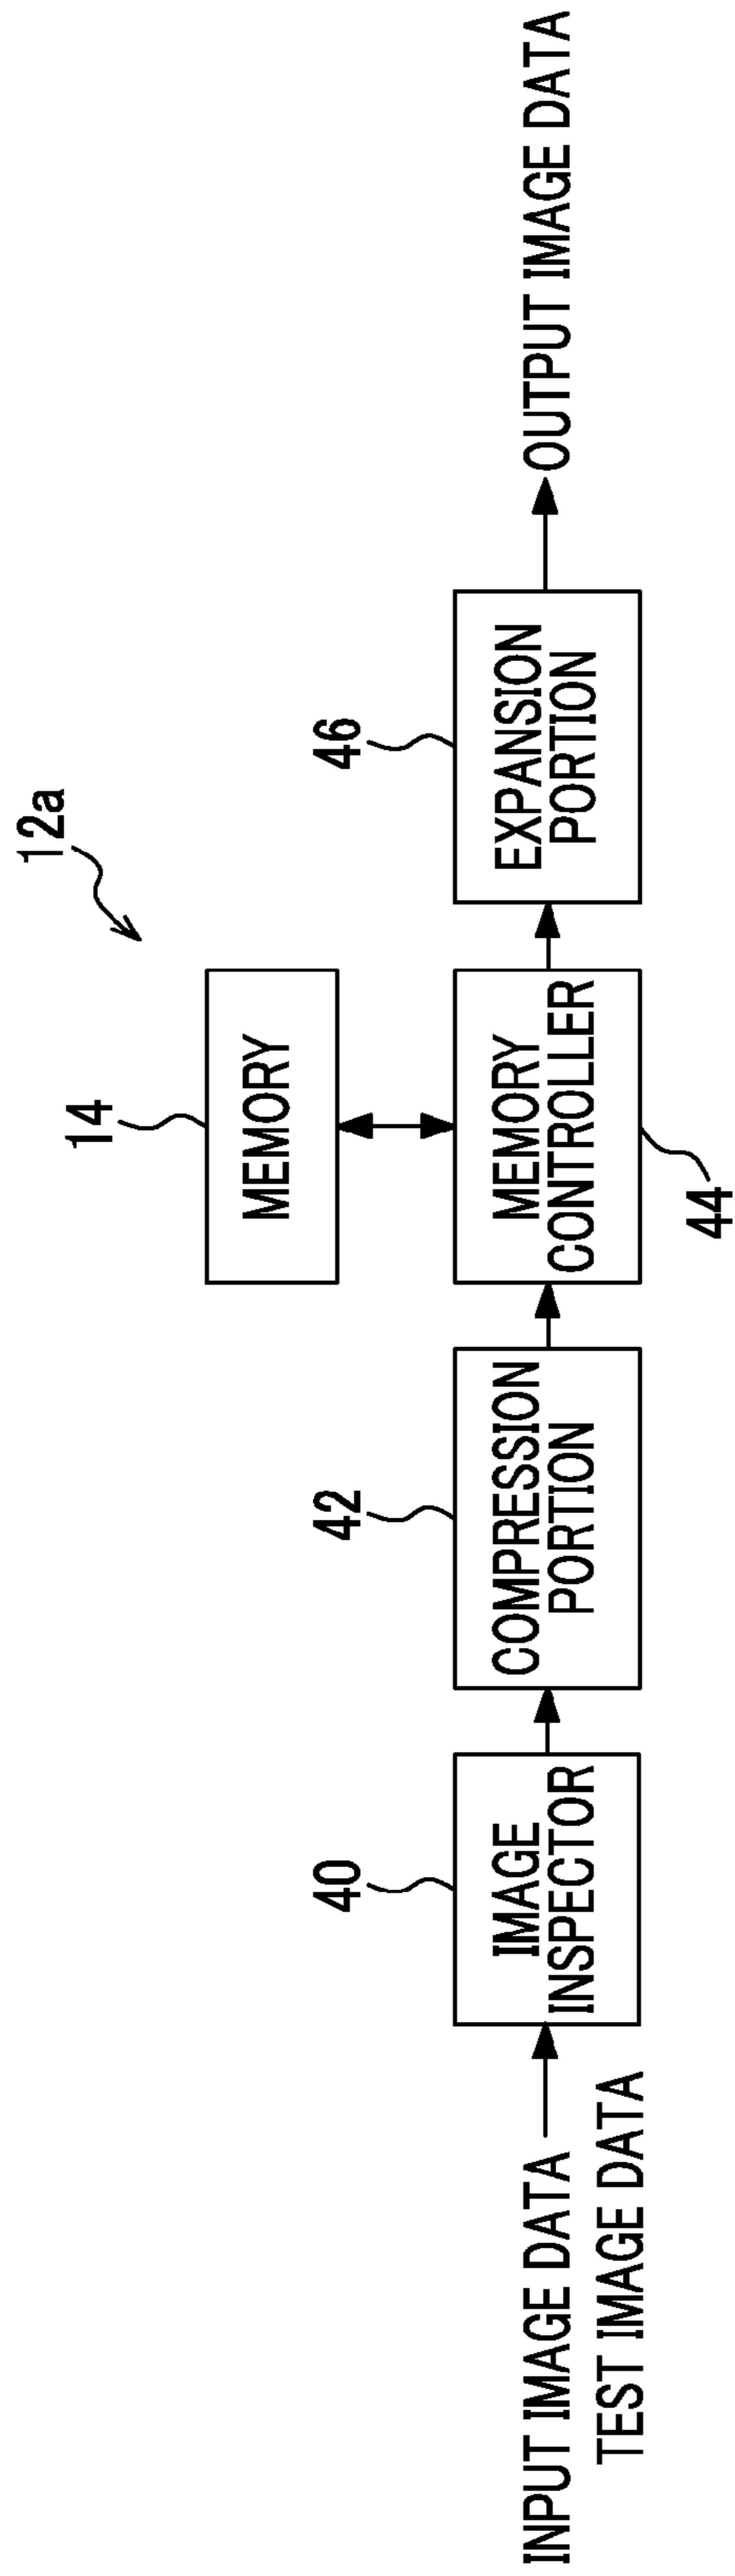 12a
14
MEMORY
40
42
46
INPUT IMAGE DATA
TEST IMAGE DATA
IMAGE
INSPECTOR
COMPRESSION
PORTION
MEMORY
CONTROLLER
EXPANSION
PORTION
OUTPUT IMAGE DATA
44